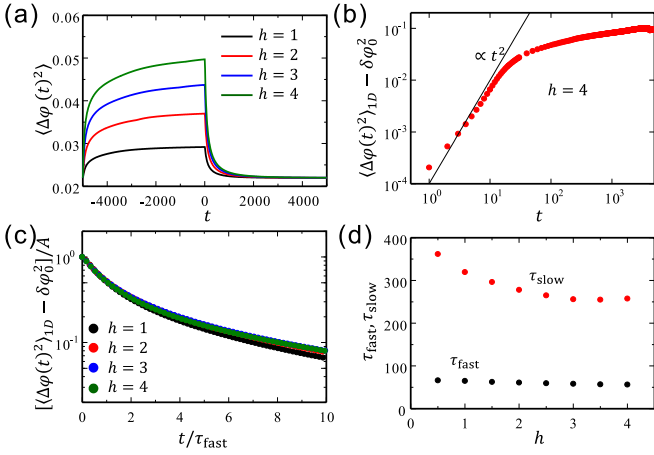 (a)
0.06
0.05
0.04
0.03
0.02
⟨Δφ (t)²⟩
h = 1
h = 2
h = 3
h = 4
-4000 -2000 0 2000 4000
t
(b)
10⁻¹
10⁻²
10⁻³
10⁻⁴
⟨Δφ(t)²⟩1D − δφ₀²
∝ t²
h = 4
10⁰ 10¹ 10² 10³
t
(c)
10⁰
10⁻¹
[⟨Δφ(t)²⟩1D − δφ₀²]/A
h = 1
h = 2
h = 3
h = 4
0 2 4 6 8 10
t/τfast
(d)
400
300
200
100
0
τfast, τslow
τslow
τfast
0 1 2 3 4
h